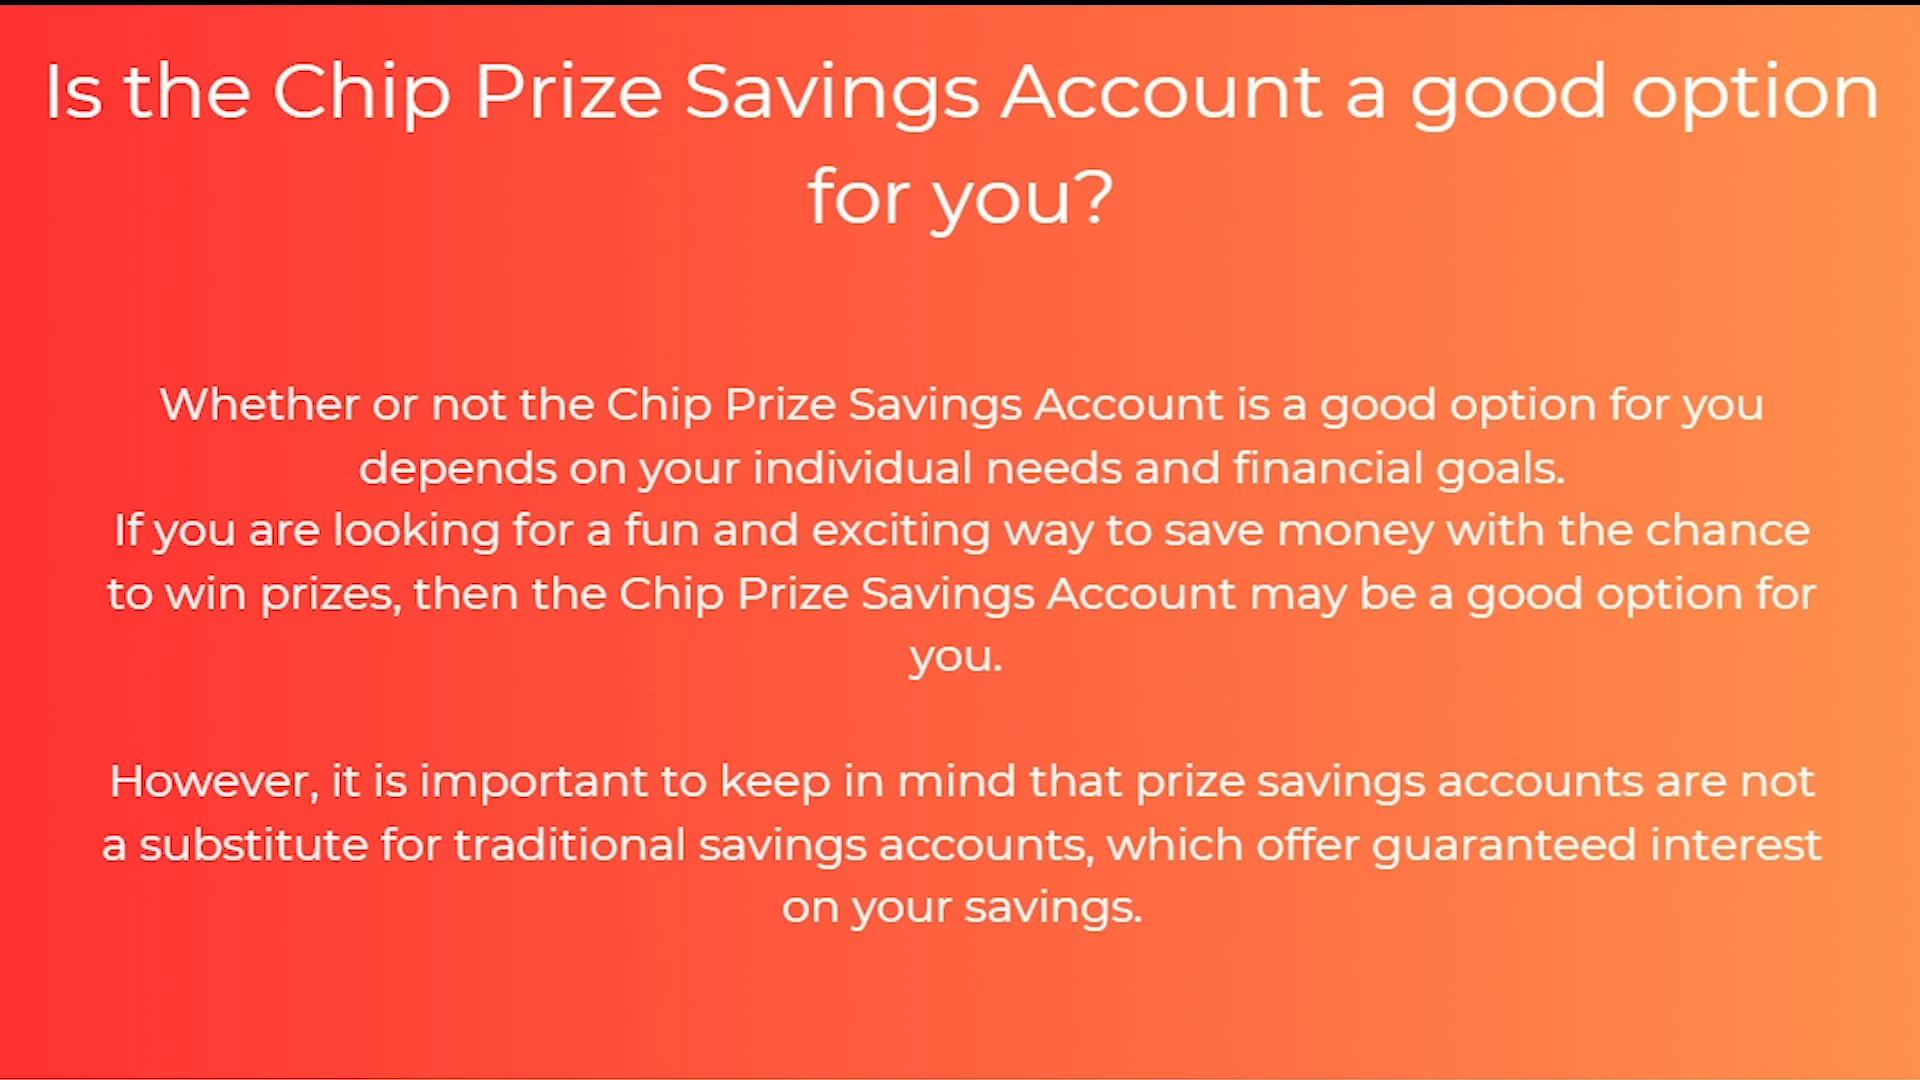 Is the Chip Prize Savings Account a good option
for you?
Whether or not the Chip Prize Savings Account is a good option for you
depends on your individual needs and financial goals.
If you are looking for a fun and exciting way to save money with the chance
to win prizes, then the Chip Prize Savings Account may be a good option for
you.
However, it is important to keep in mind that prize savings accounts are not
a substitute for traditional savings accounts, which offer guaranteed interest
on your savings.